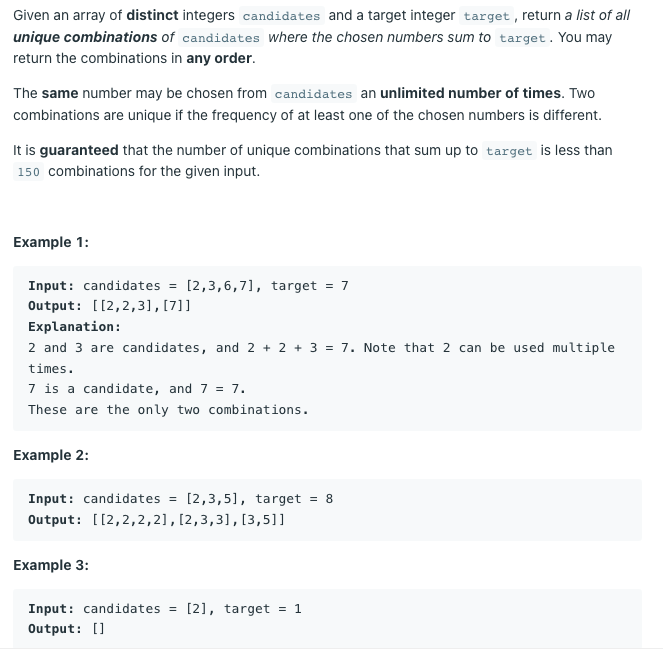 Given an array of distinct integers candidates and a target integer target, return a list of all
unique combinations of candidates where the chosen numbers sum to target. You may
return the combinations in any order.
The same number may be chosen from candidates an unlimited number of times. Two
combinations are unique if the frequency of at least one of the chosen numbers is different.
It is guaranteed that the number of unique combinations that sum up to target is less than
150 combinations for the given input.
Example 1:
Input: candidates = [2,3,6,7], target = 7
Output: [[2,2,3],[7]]
Explanation:
2 and 3 are candidates, and 2 + 2 + 3 = 7. Note that 2 can be used multiple
times.
7 is a candidate, and 7 = 7.
These are the only two combinations.
Example 2:
Input: candidates = [2,3,5], target = 8
Output: [[2,2,2,2],[2,3,3],[3,5]]
Example 3:
Input: candidates = [2], target = 1
Output: []